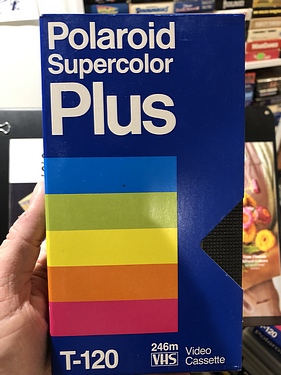 Polaroid
Supercolor
Plus
T-120
246m
VHS
Video
Cassette